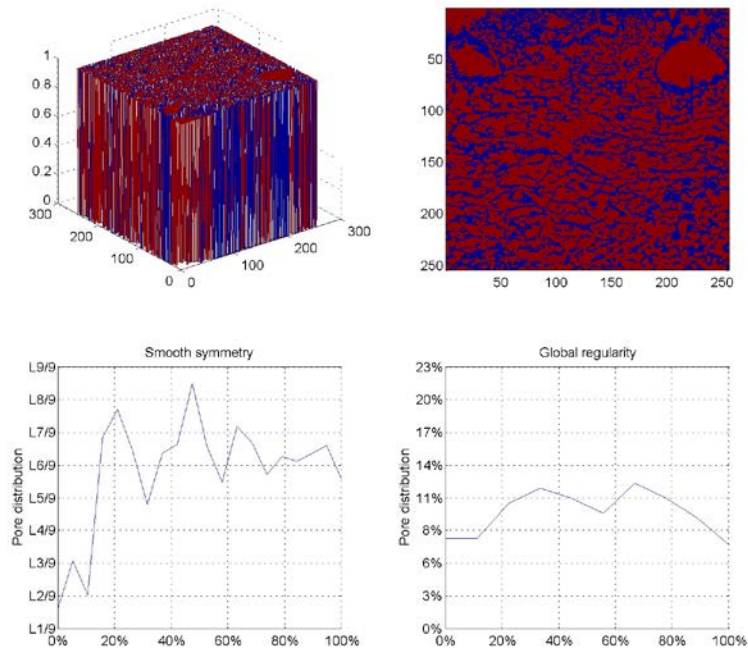 1
0.8
0.6
0.4
0.2
0
300
200
100
0
0
100
200
300
50
100
150
200
250
50 100 150 200 250
Smooth symmetry
L9/9
L8/9
L7/9
L6/9
L5/9
L4/9
L3/9
L2/9
L1/9
Pore distribution
0% 20% 40% 60% 80% 100%
Global regularity
23%
20%
17%
14%
11%
8%
6%
3%
0%
Pore distribution
0% 20% 40% 60% 80% 100%